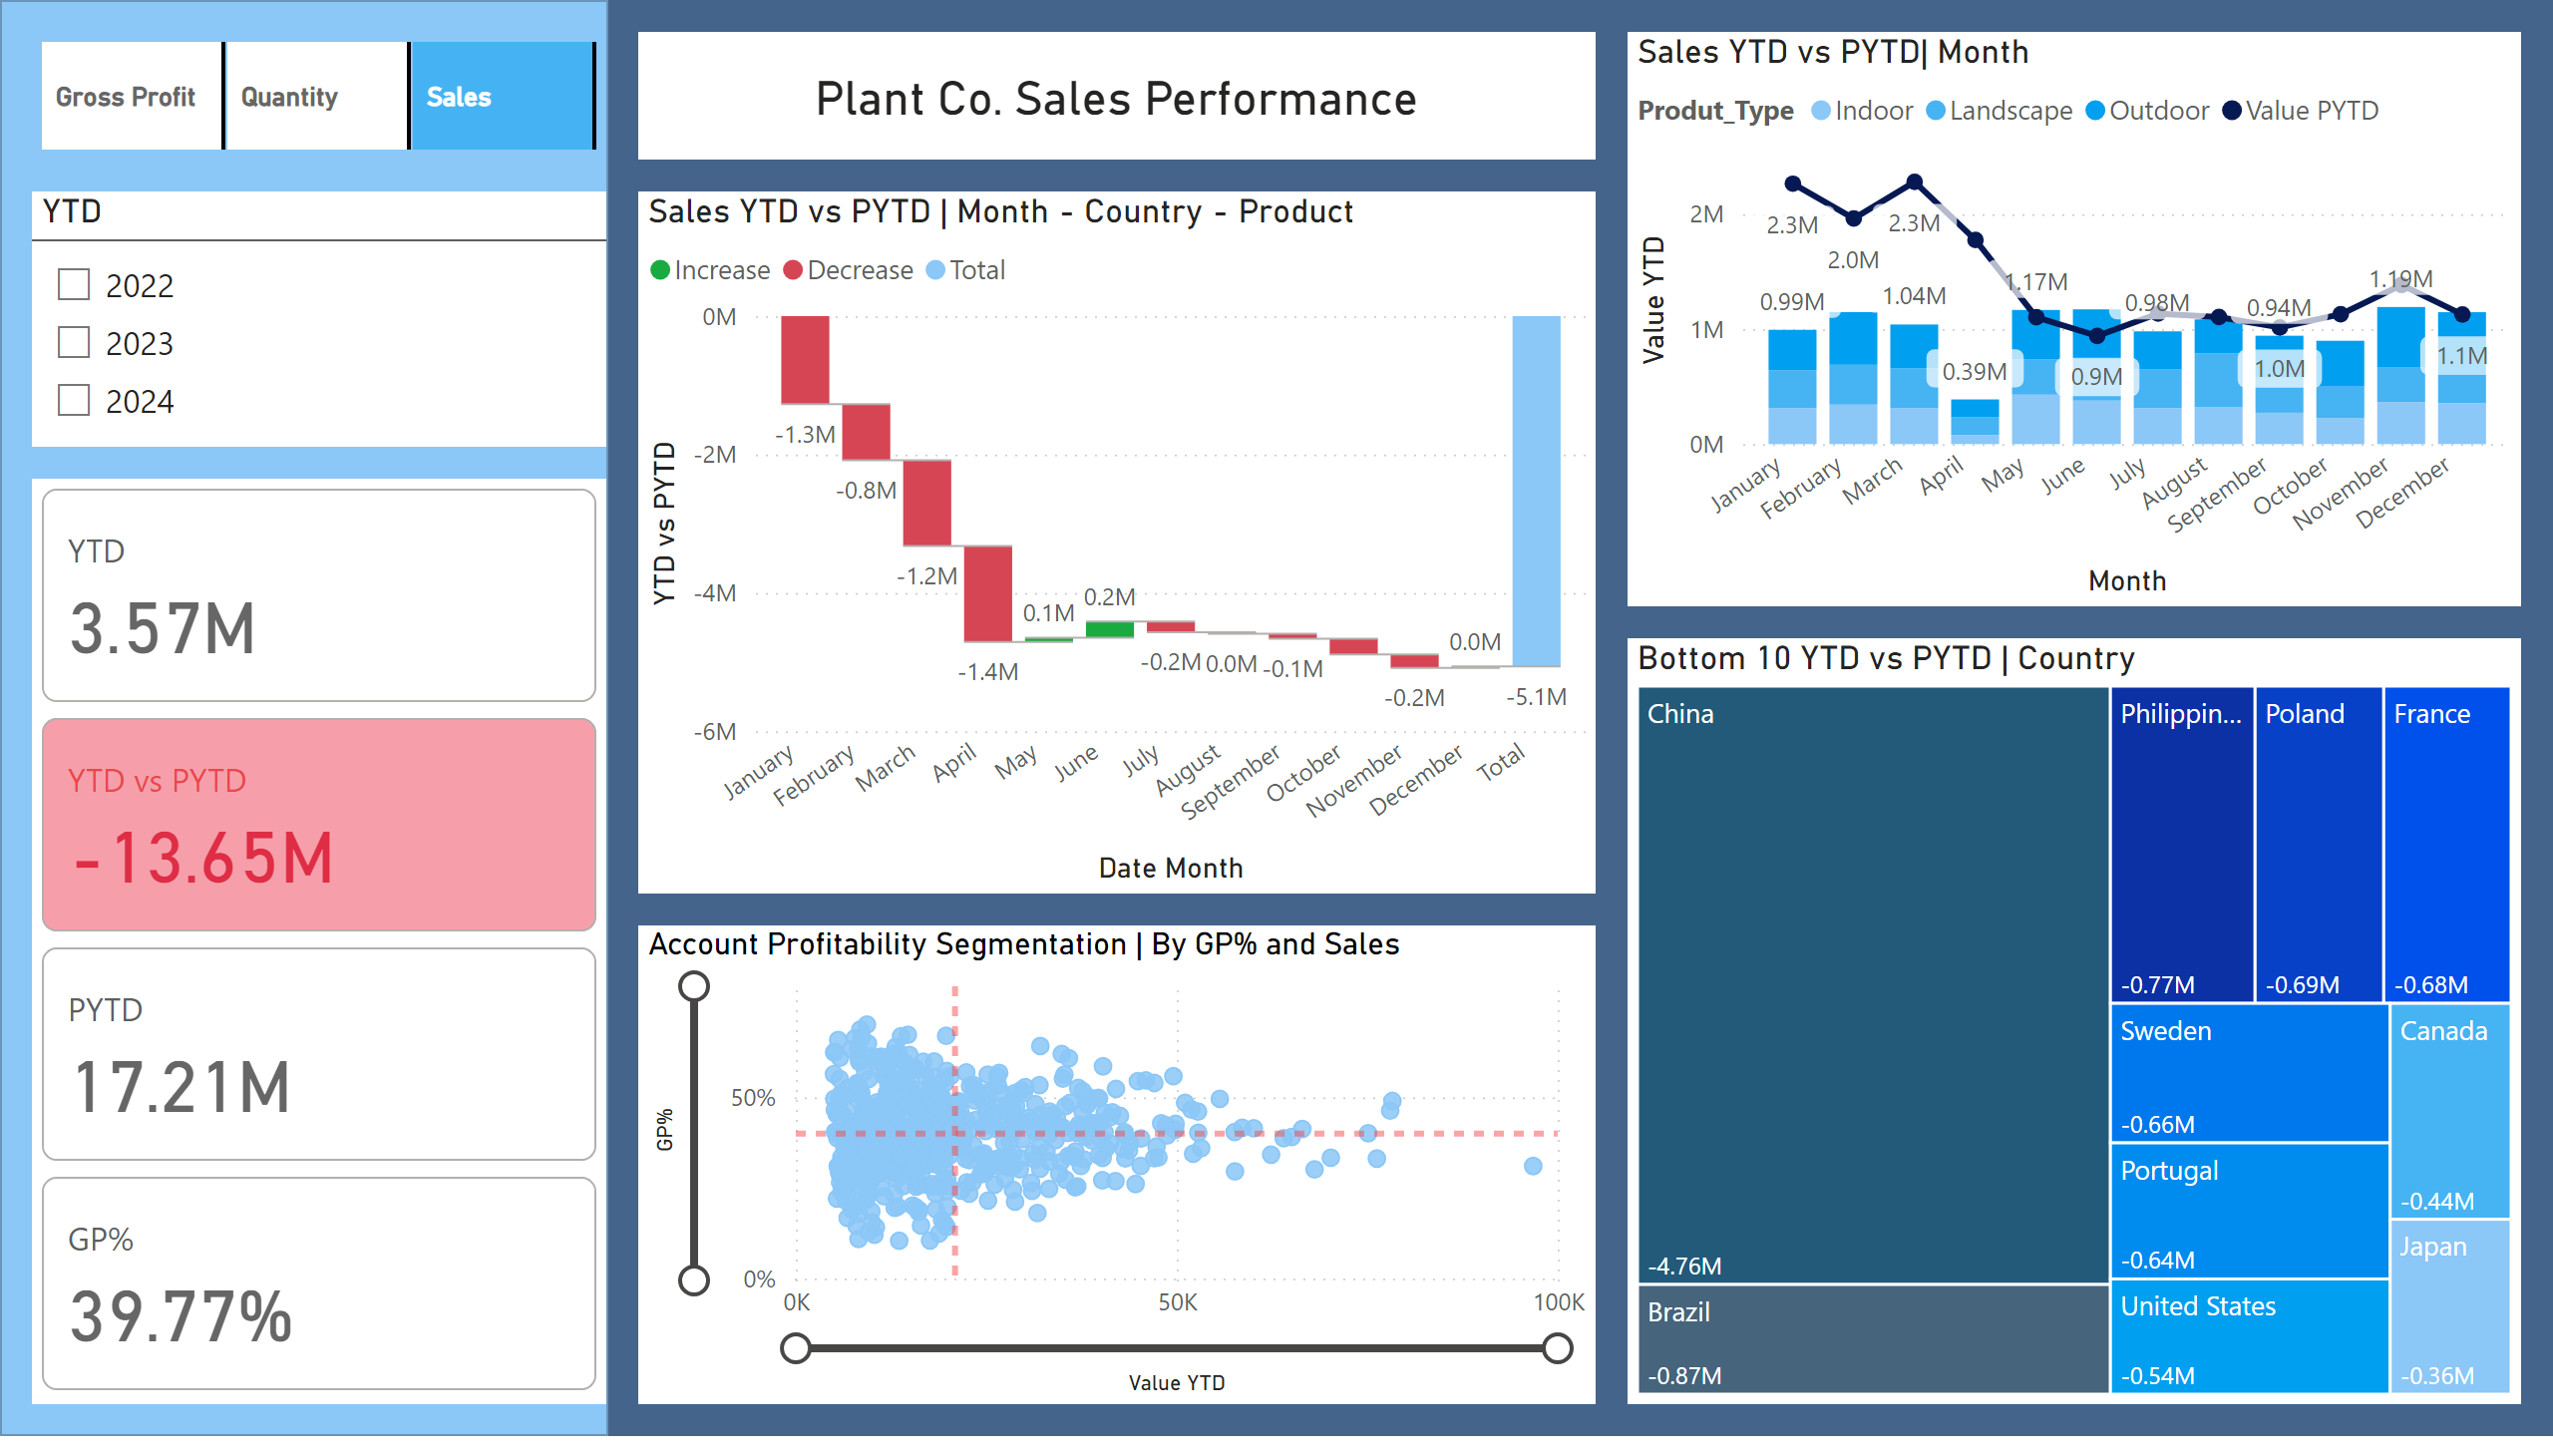 Gross Profit
Quantity
Sales
YTD
2022
2023
2024
YTD
3.57M
YTD vs PYTD
-13.65M
PYTD
17.21M
GP%
39.77%
Plant Co. Sales Performance
Sales YTD vs PYTD | Month - Country - Product
Increase Decrease Total
YTD vs PYTD
0M
-2M
-4M
-6M
-1.3M
-0.8M
-1.2M
-1.4M
0.1M
0.2M
-0.2M
0.0M
-0.1M
-0.2M
0.0M
-5.1M
January
February
March
April
May
June
July
August
September
October
November
December
Total
Date Month
Account Profitability Segmentation | By GP% and Sales
GP%
50%
0%
0K
50K
100K
Value YTD
Sales YTD vs PYTD| Month
Produt_Type Indoor Landscape Outdoor Value PYTD
Value YTD
2M
1M
0M
2.3M
2.0M
2.3M
0.99M
1.04M
0.39M
1.17M
0.9M
0.98M
0.94M
1.0M
1.19M
1.1M
January
February
March
April
May
June
July
August
September
October
November
December
Month
Bottom 10 YTD vs PYTD | Country
China
-4.76M
Brazil
-0.87M
Philippin...
-0.77M
Poland
-0.69M
France
-0.68M
Sweden
-0.66M
Portugal
-0.64M
United States
-0.54M
Canada
-0.44M
Japan
-0.36M